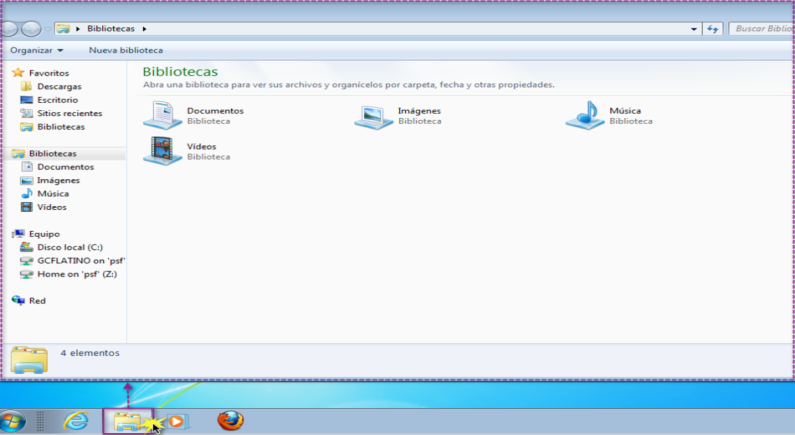 Bibliotecas
Buscar Biblio
Organizar
Nueva biblioteca
Favoritos
Descargas
Escritorio
Sitios recientes
Bibliotecas
Bibliotecas
Documentos
Imágenes
Música
Vídeos
Equipo
Disco local (C:)
GCFLATINO on 'psf'
Home on 'psf' (Z:)
Red
Bibliotecas
Abra una biblioteca para ver sus archivos y organícelos por carpeta, fecha y otras propiedades.
Documentos
Biblioteca
Imágenes
Biblioteca
Música
Biblioteca
Vídeos
Biblioteca
4 elementos